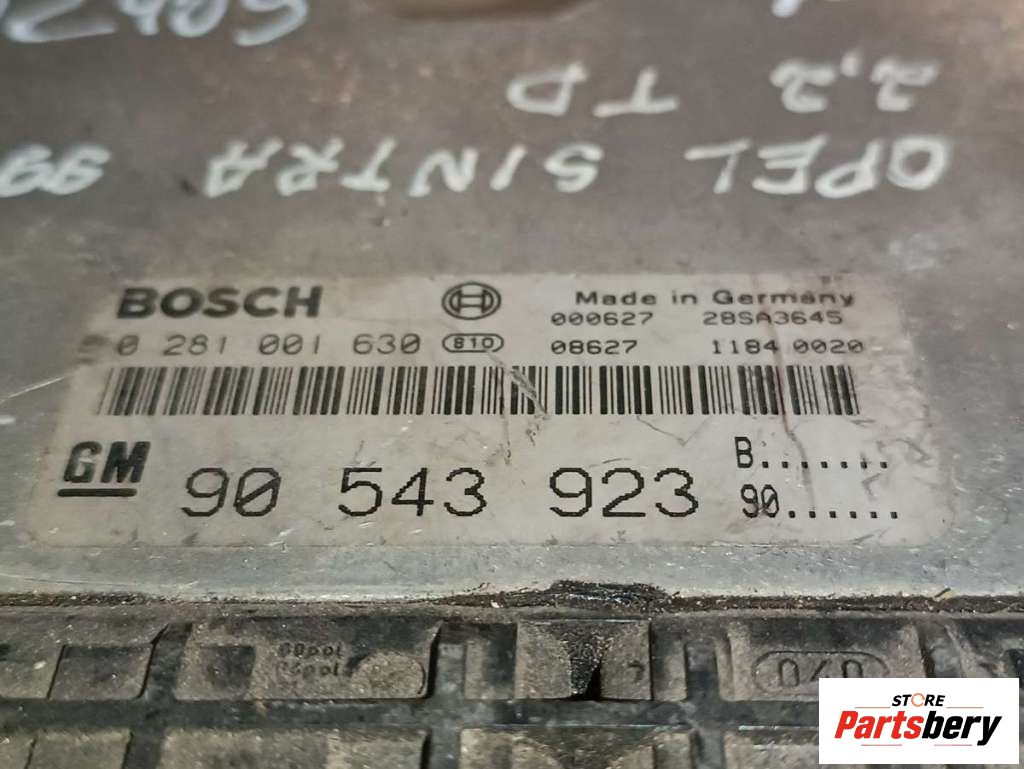 2,2 TD
OPEL SINTRA 99
BOSCH
Made in Germany
000627 28SA3645
0 281 001 630 810
08627 1184 0020
GM 90 543 923
B.......
90......
040
STORE
Partsbery